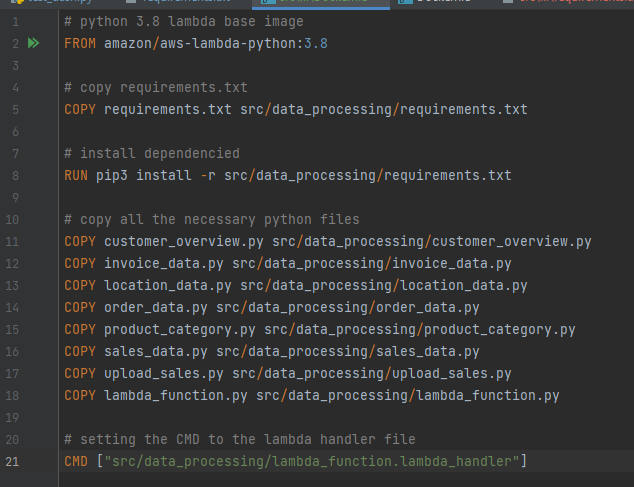 1 # python 3.8 lambda base image
2 FROM amazon/aws-lambda-python:3.8
3
4 # copy requirements.txt
5 COPY requirements.txt src/data_processing/requirements.txt
6
7 # install dependencied
8 RUN pip3 install -r src/data_processing/requirements.txt
9
10 # copy all the necessary python files
11 COPY customer_overview.py src/data_processing/customer_overview.py
12 COPY invoice_data.py src/data_processing/invoice_data.py
13 COPY location_data.py src/data_processing/location_data.py
14 COPY order_data.py src/data_processing/order_data.py
15 COPY product_category.py src/data_processing/product_category.py
16 COPY sales_data.py src/data_processing/sales_data.py
17 COPY upload_sales.py src/data_processing/upload_sales.py
18 COPY lambda_function.py src/data_processing/lambda_function.py
19
20 # setting the CMD to the lambda handler file
21 CMD ["src/data_processing/lambda_function.lambda_handler"]